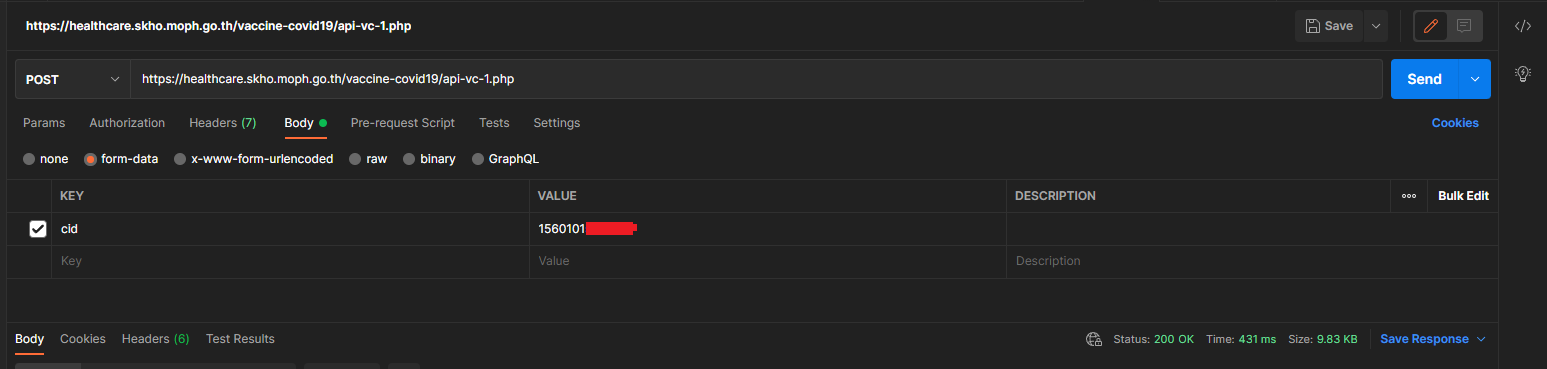 https://healthcare.skho.moph.go.th/vaccine-covid19/api-vc-1.php Save
POST https://healthcare.skho.moph.go.th/vaccine-covid19/api-vc-1.php Send
Params Authorization Headers (7) Body Pre-request Script Tests Settings Cookies
none form-data x-www-form-urlencoded raw binary GraphQL
KEY VALUE DESCRIPTION Bulk Edit
cid 1560101
Key Value Description
Body Cookies Headers (6) Test Results Status: 200 OK Time: 431 ms Size: 9.83 KB Save Response